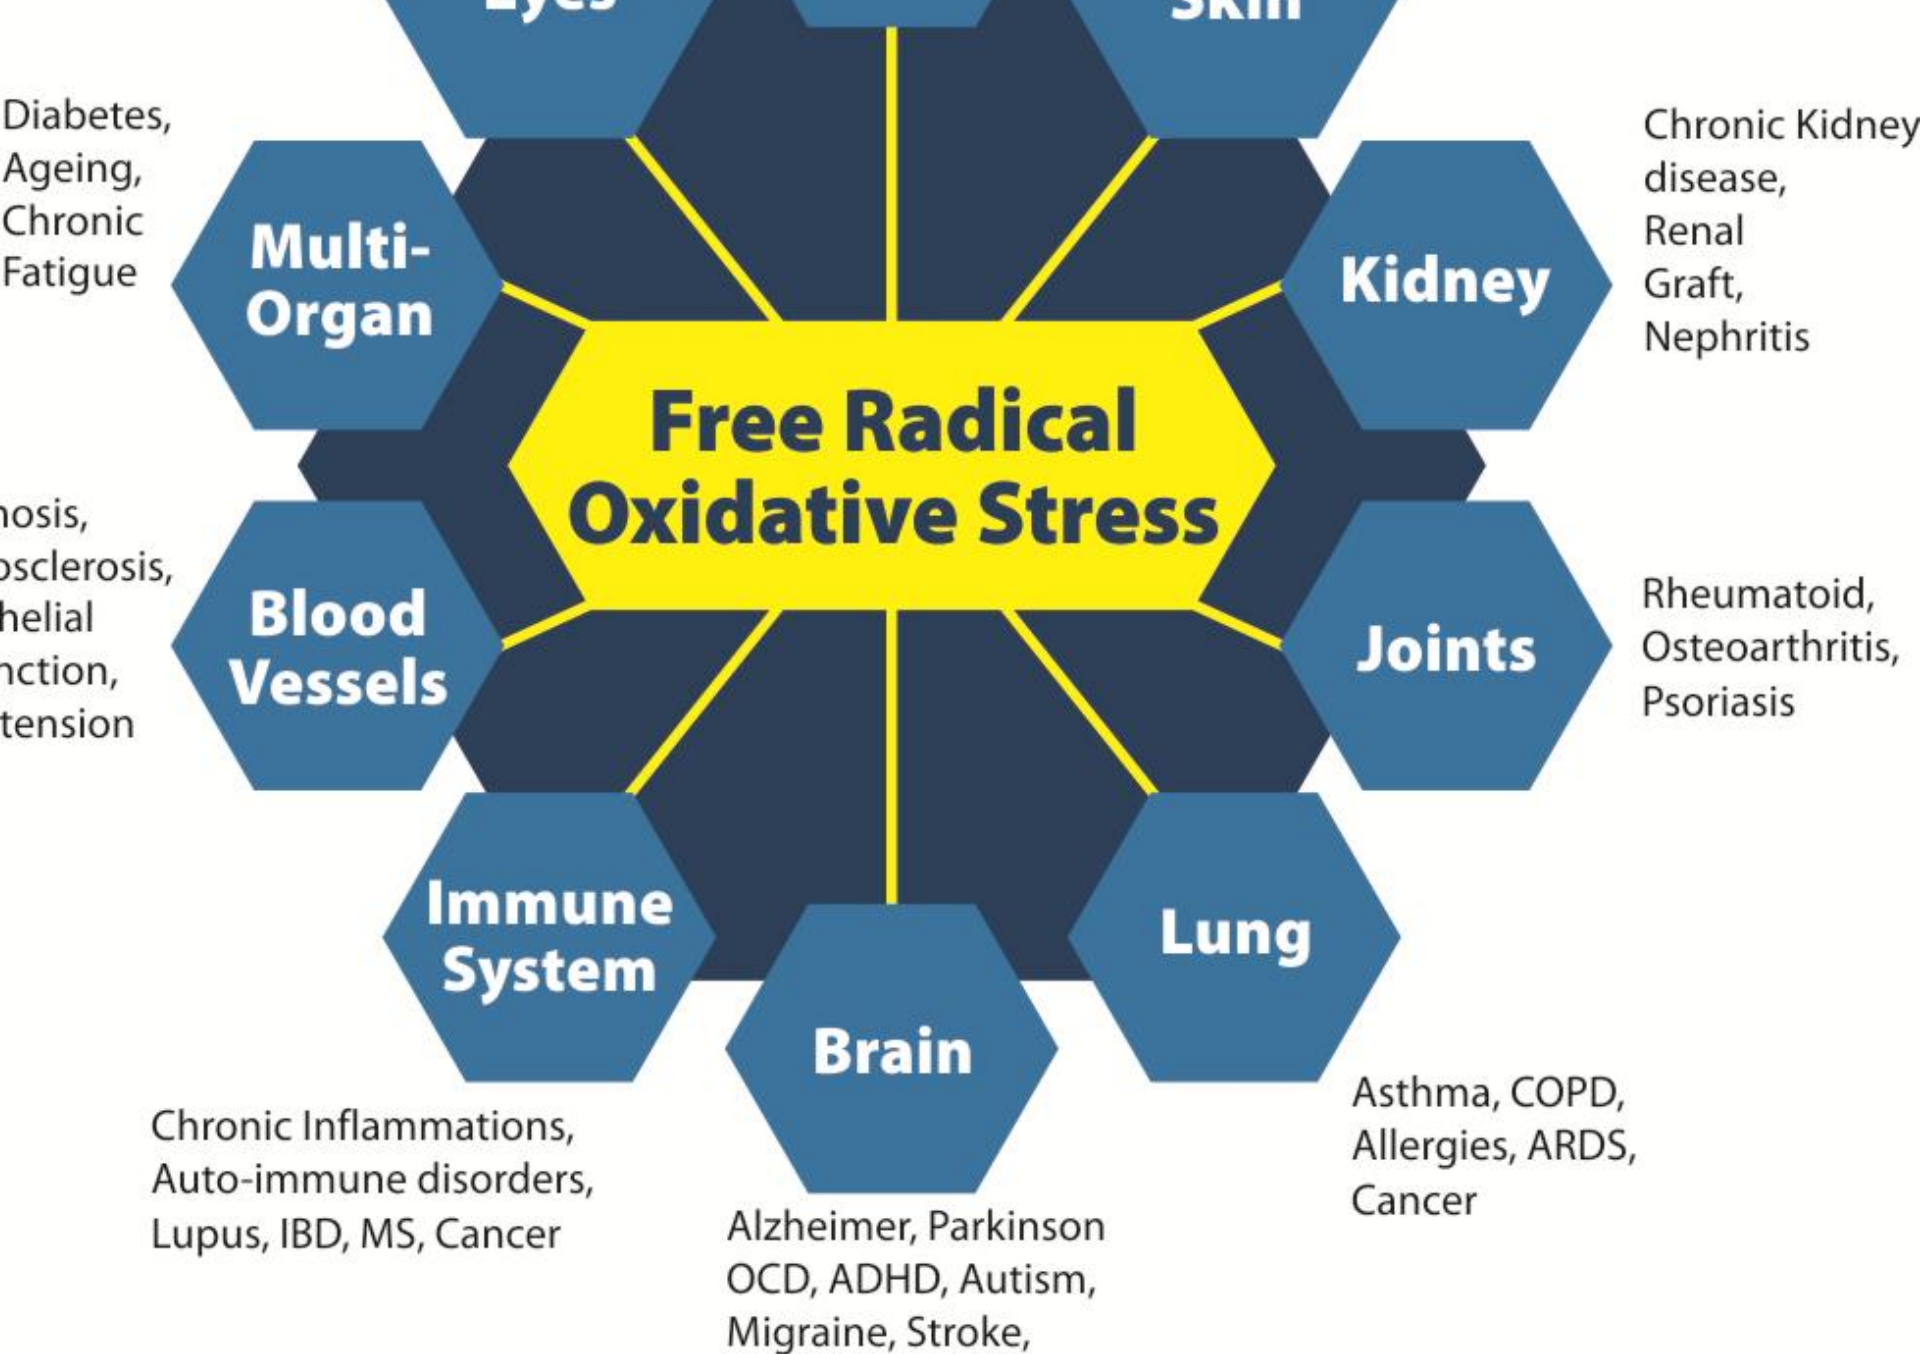 Eyes
Skin
Diabetes,
Ageing,
Chronic
Fatigue
Multi-
Organ
Kidney
Chronic Kidney
disease,
Renal
Graft,
Nephritis
Free Radical
Oxidative Stress
Blood
Vessels
Joints
Rheumatoid,
Osteoarthritis,
Psoriasis
Immune
System
Brain
Lung
Chronic Inflammations,
Auto-immune disorders,
Lupus, IBD, MS, Cancer
Alzheimer, Parkinson
OCD, ADHD, Autism,
Migraine, Stroke,
Asthma, COPD,
Allergies, ARDS,
Cancer